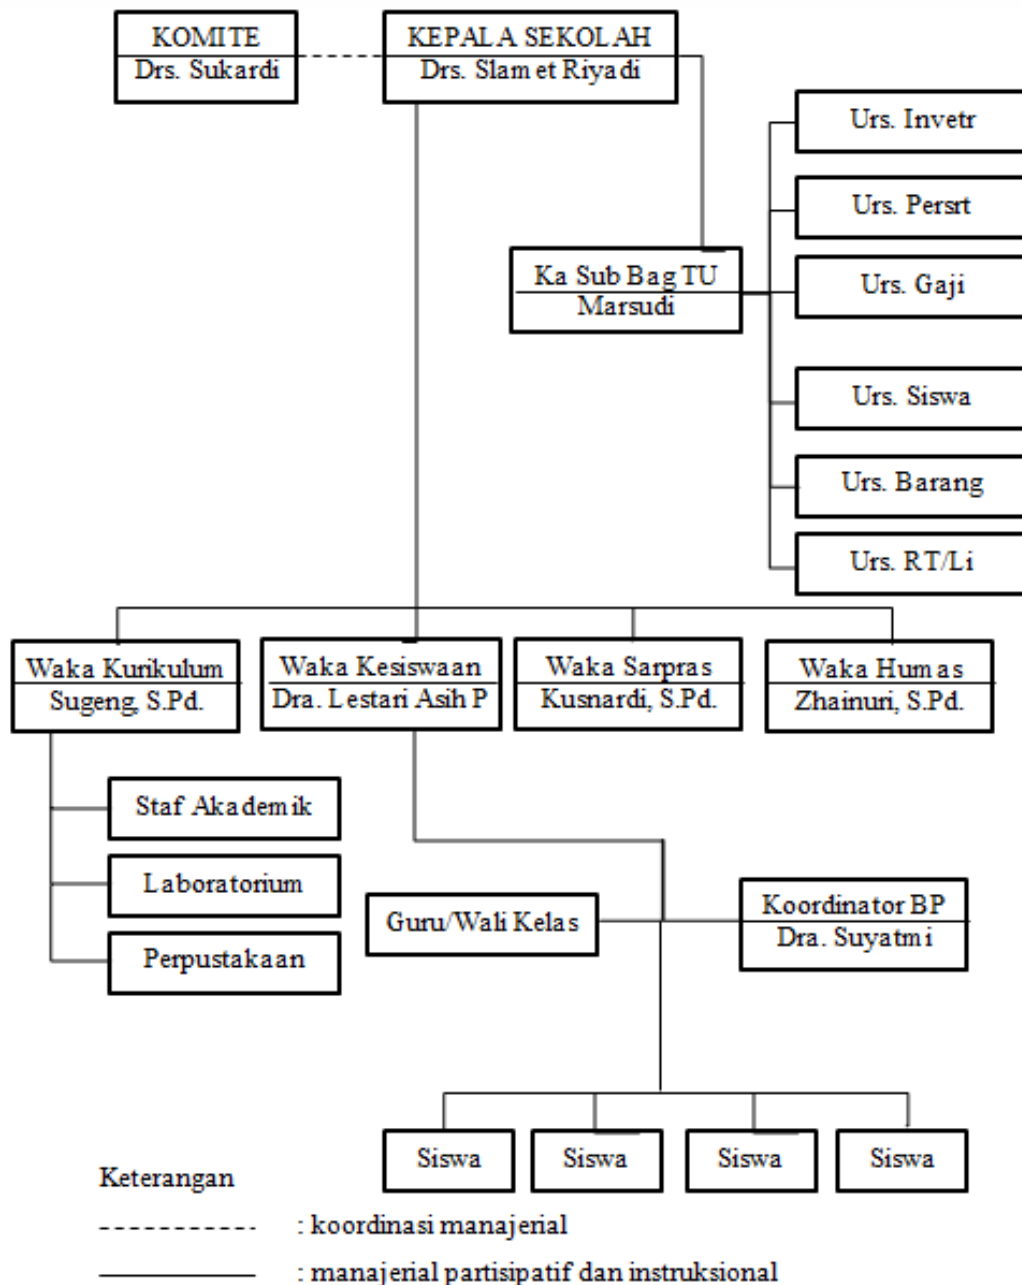 KOMITE
Drs. Sukardi
KEPALA SEKOLAH
Drs. Slamet Riyadi
Urs. Invetr
Urs. Persrt
Ka Sub Bag TU
Marsudi
Urs. Gaji
Urs. Siswa
Urs. Barang
Urs. RT/Li
Waka Kurikulum
Sugeng, S.Pd.
Waka Kesiswaan
Dra. Lestari Asih P
Waka Sarpras
Kusnardi, S.Pd.
Waka Humas
Zhainuri, S.Pd.
Staf Akademik
Laboratorium
Perpustakaan
Guru/Wali Kelas
Koordinator BP
Dra. Suyatmi
Siswa
Siswa
Siswa
Siswa
Keterangan
: koordinasi manajerial
: manajerial partisipatif dan instruksional